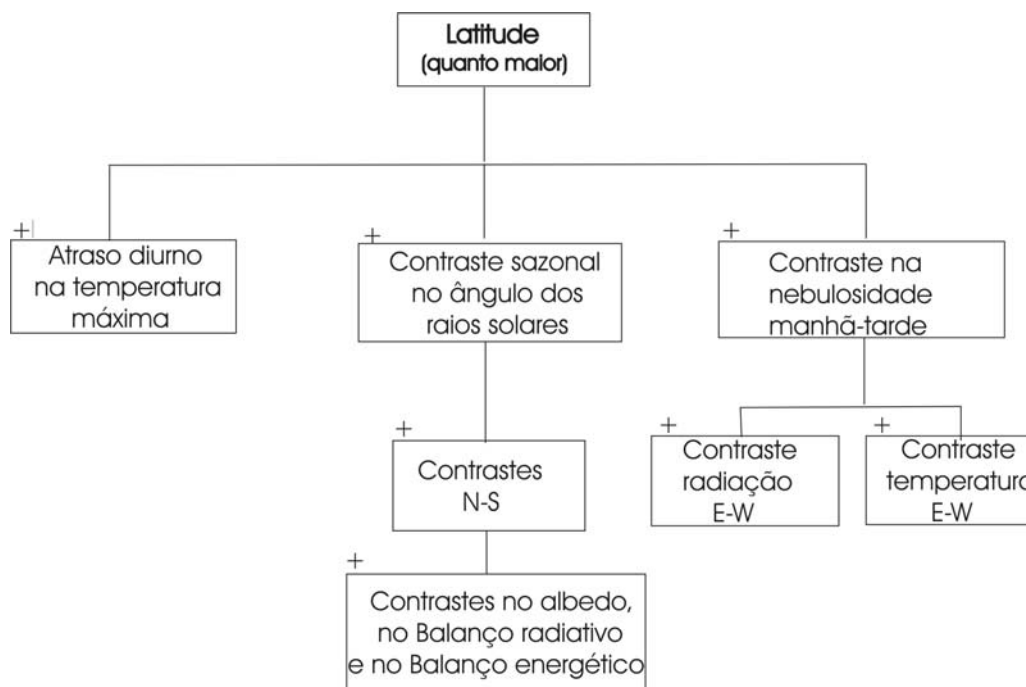 Latitude
(quanto maior)
+
Atraso diurno
na temperatura
máxima
+
Contraste sazonal
no ângulo dos
raios solares
+
Contraste na
nebulosidade
manhã-tarde
+
Contrastes
N-S
+
Contraste
radiação
E-W
+
Contraste
temperatura
E-W
+
Contrastes no albedo,
no Balanço radiativo
e no Balanço energético